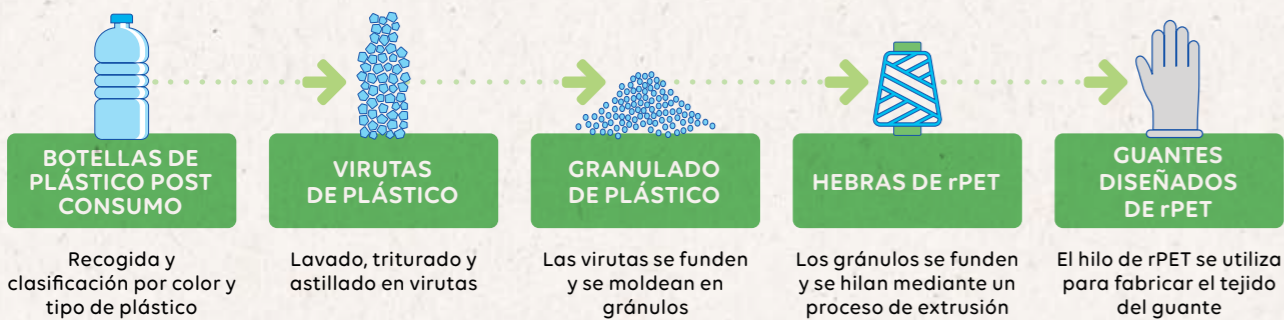 BOTELLAS DE
PLÁSTICO POST
CONSUMO
Recogida y
clasificación por color y
tipo de plástico
VIRUTAS
DE PLÁSTICO
Lavado, triturado y
astillado en virutas
GRANULADO
DE PLÁSTICO
Las virutas se funden
y se moldean en
gránulos
HEBRAS DE rPET
Los gránulos se funden
y se hilan mediante un
proceso de extrusión
GUANTES
DISEÑADOS
DE rPET
El hilo de rPET se utiliza
para fabricar el tejido
del guante